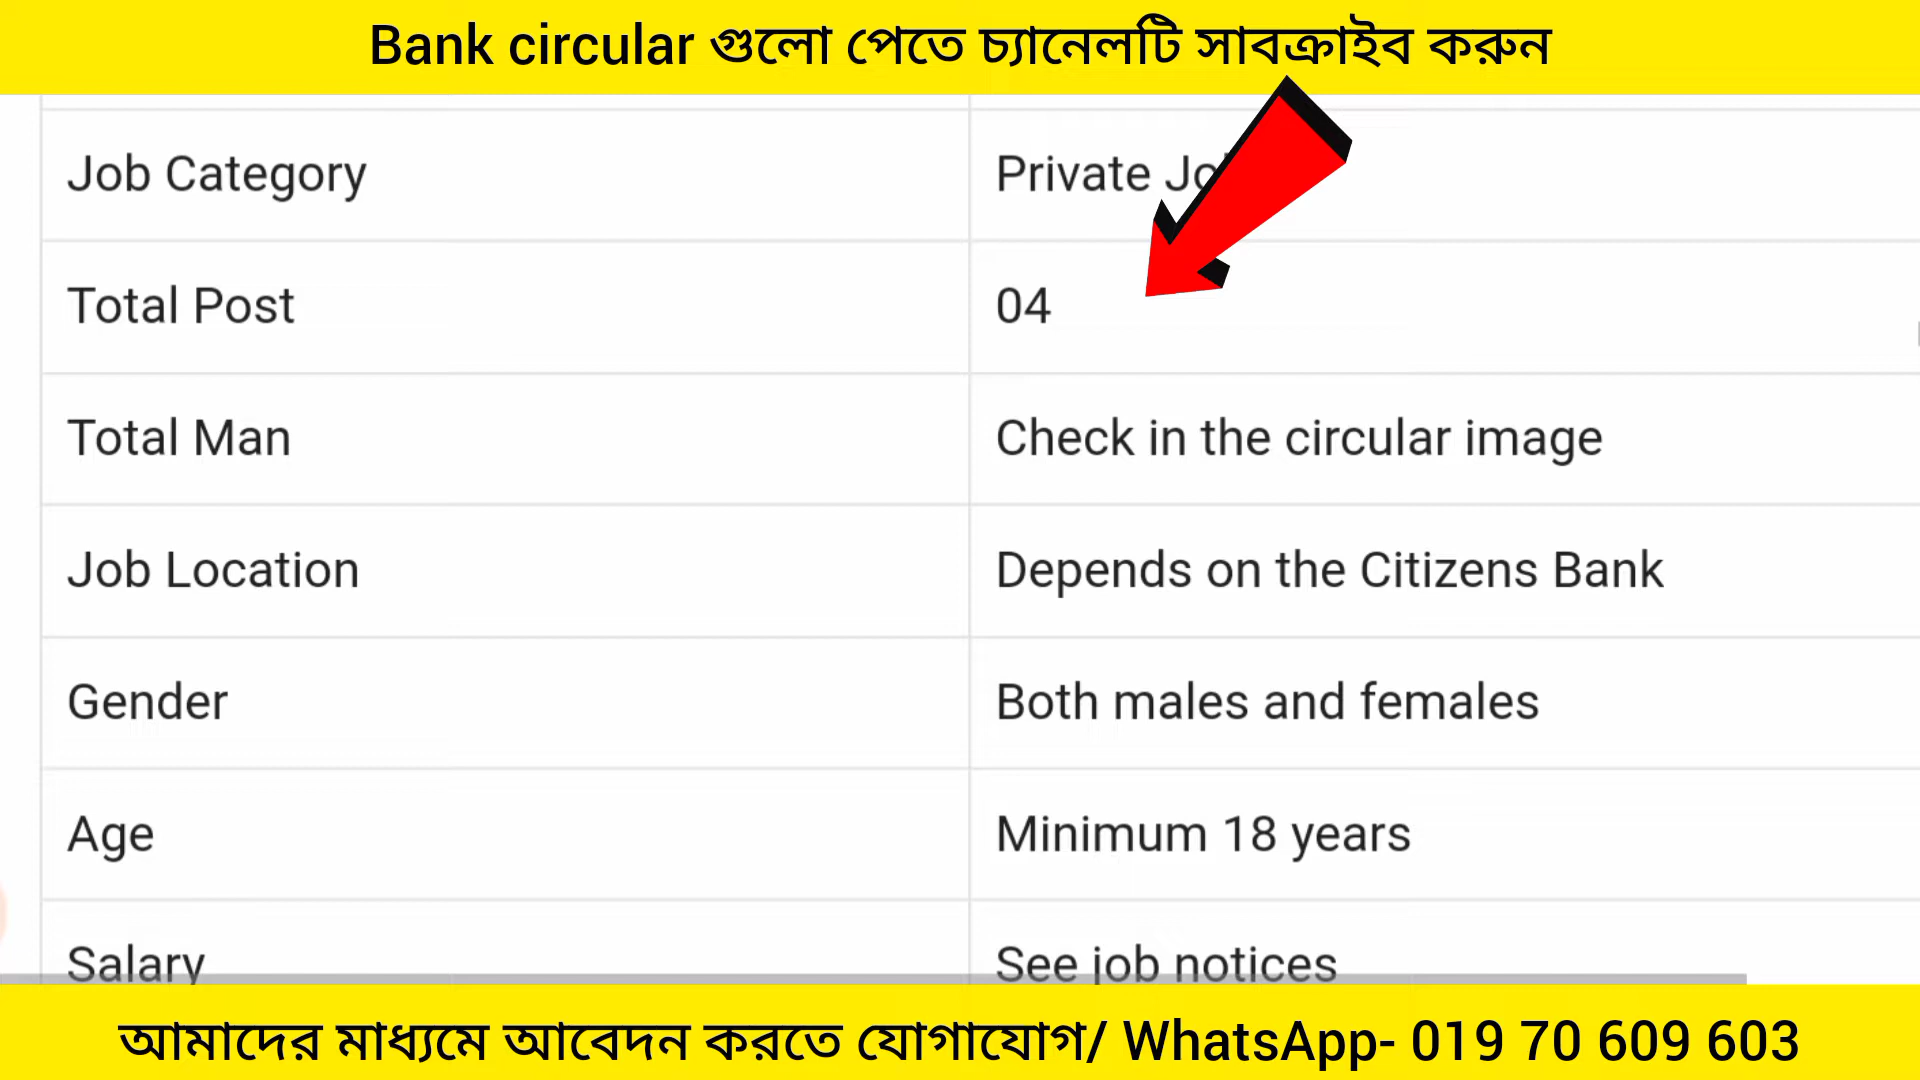 Bank circular গুলো পেতে চ্যানেলটি সাবক্রাইব করুন
Job Category Private
Total Post 04
Total Man Check in the circular image
Job Location Depends on the Citizens Bank
Gender Both males and females
Age Minimum 18 years
Salary See job notices
আমাদের মাধ্যমে আবেদন করতে যোগাযোগ/ WhatsApp- 019 70 609 603